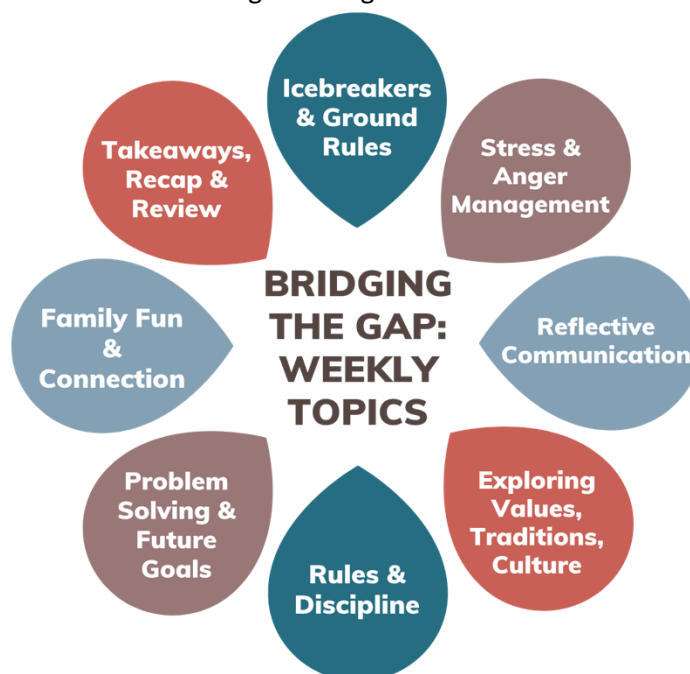 BRIDGING
THE GAP:
WEEKLY
TOPICS
Icebreakers
& Ground
Rules
Stress &
Anger
Management
Reflective
Communication
Exploring
Values,
Traditions,
Culture
Rules &
Discipline
Problem
Solving &
Future
Goals
Family Fun
&
Connection
Takeaways,
Recap &
Review